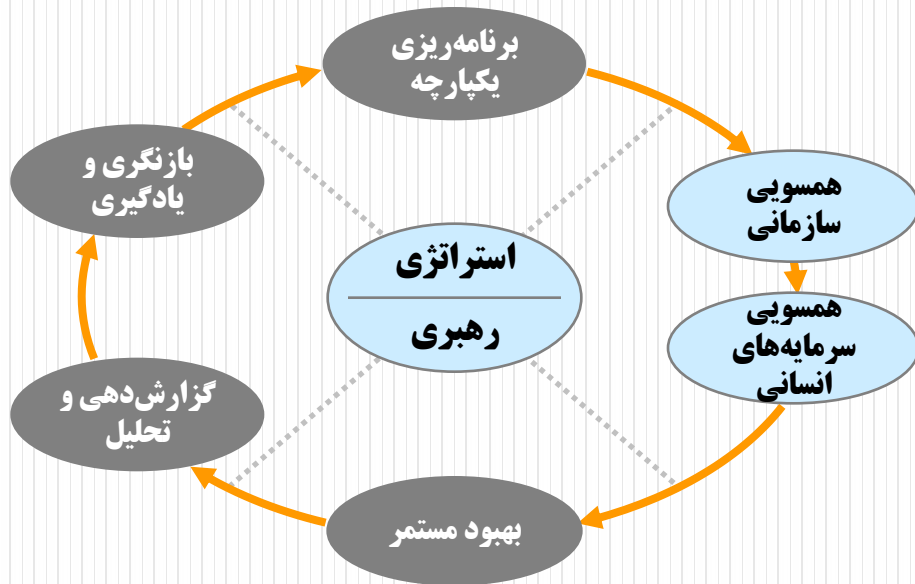 برنامه‌ریزی
یکپارچه
همسویی
سازمانی
همسویی
سرمایه‌های
انسانی
بهبود مستمر
گزارش‌دهی و
تحلیل
بازنگری و
یادگیری
استراتژی
رهبری